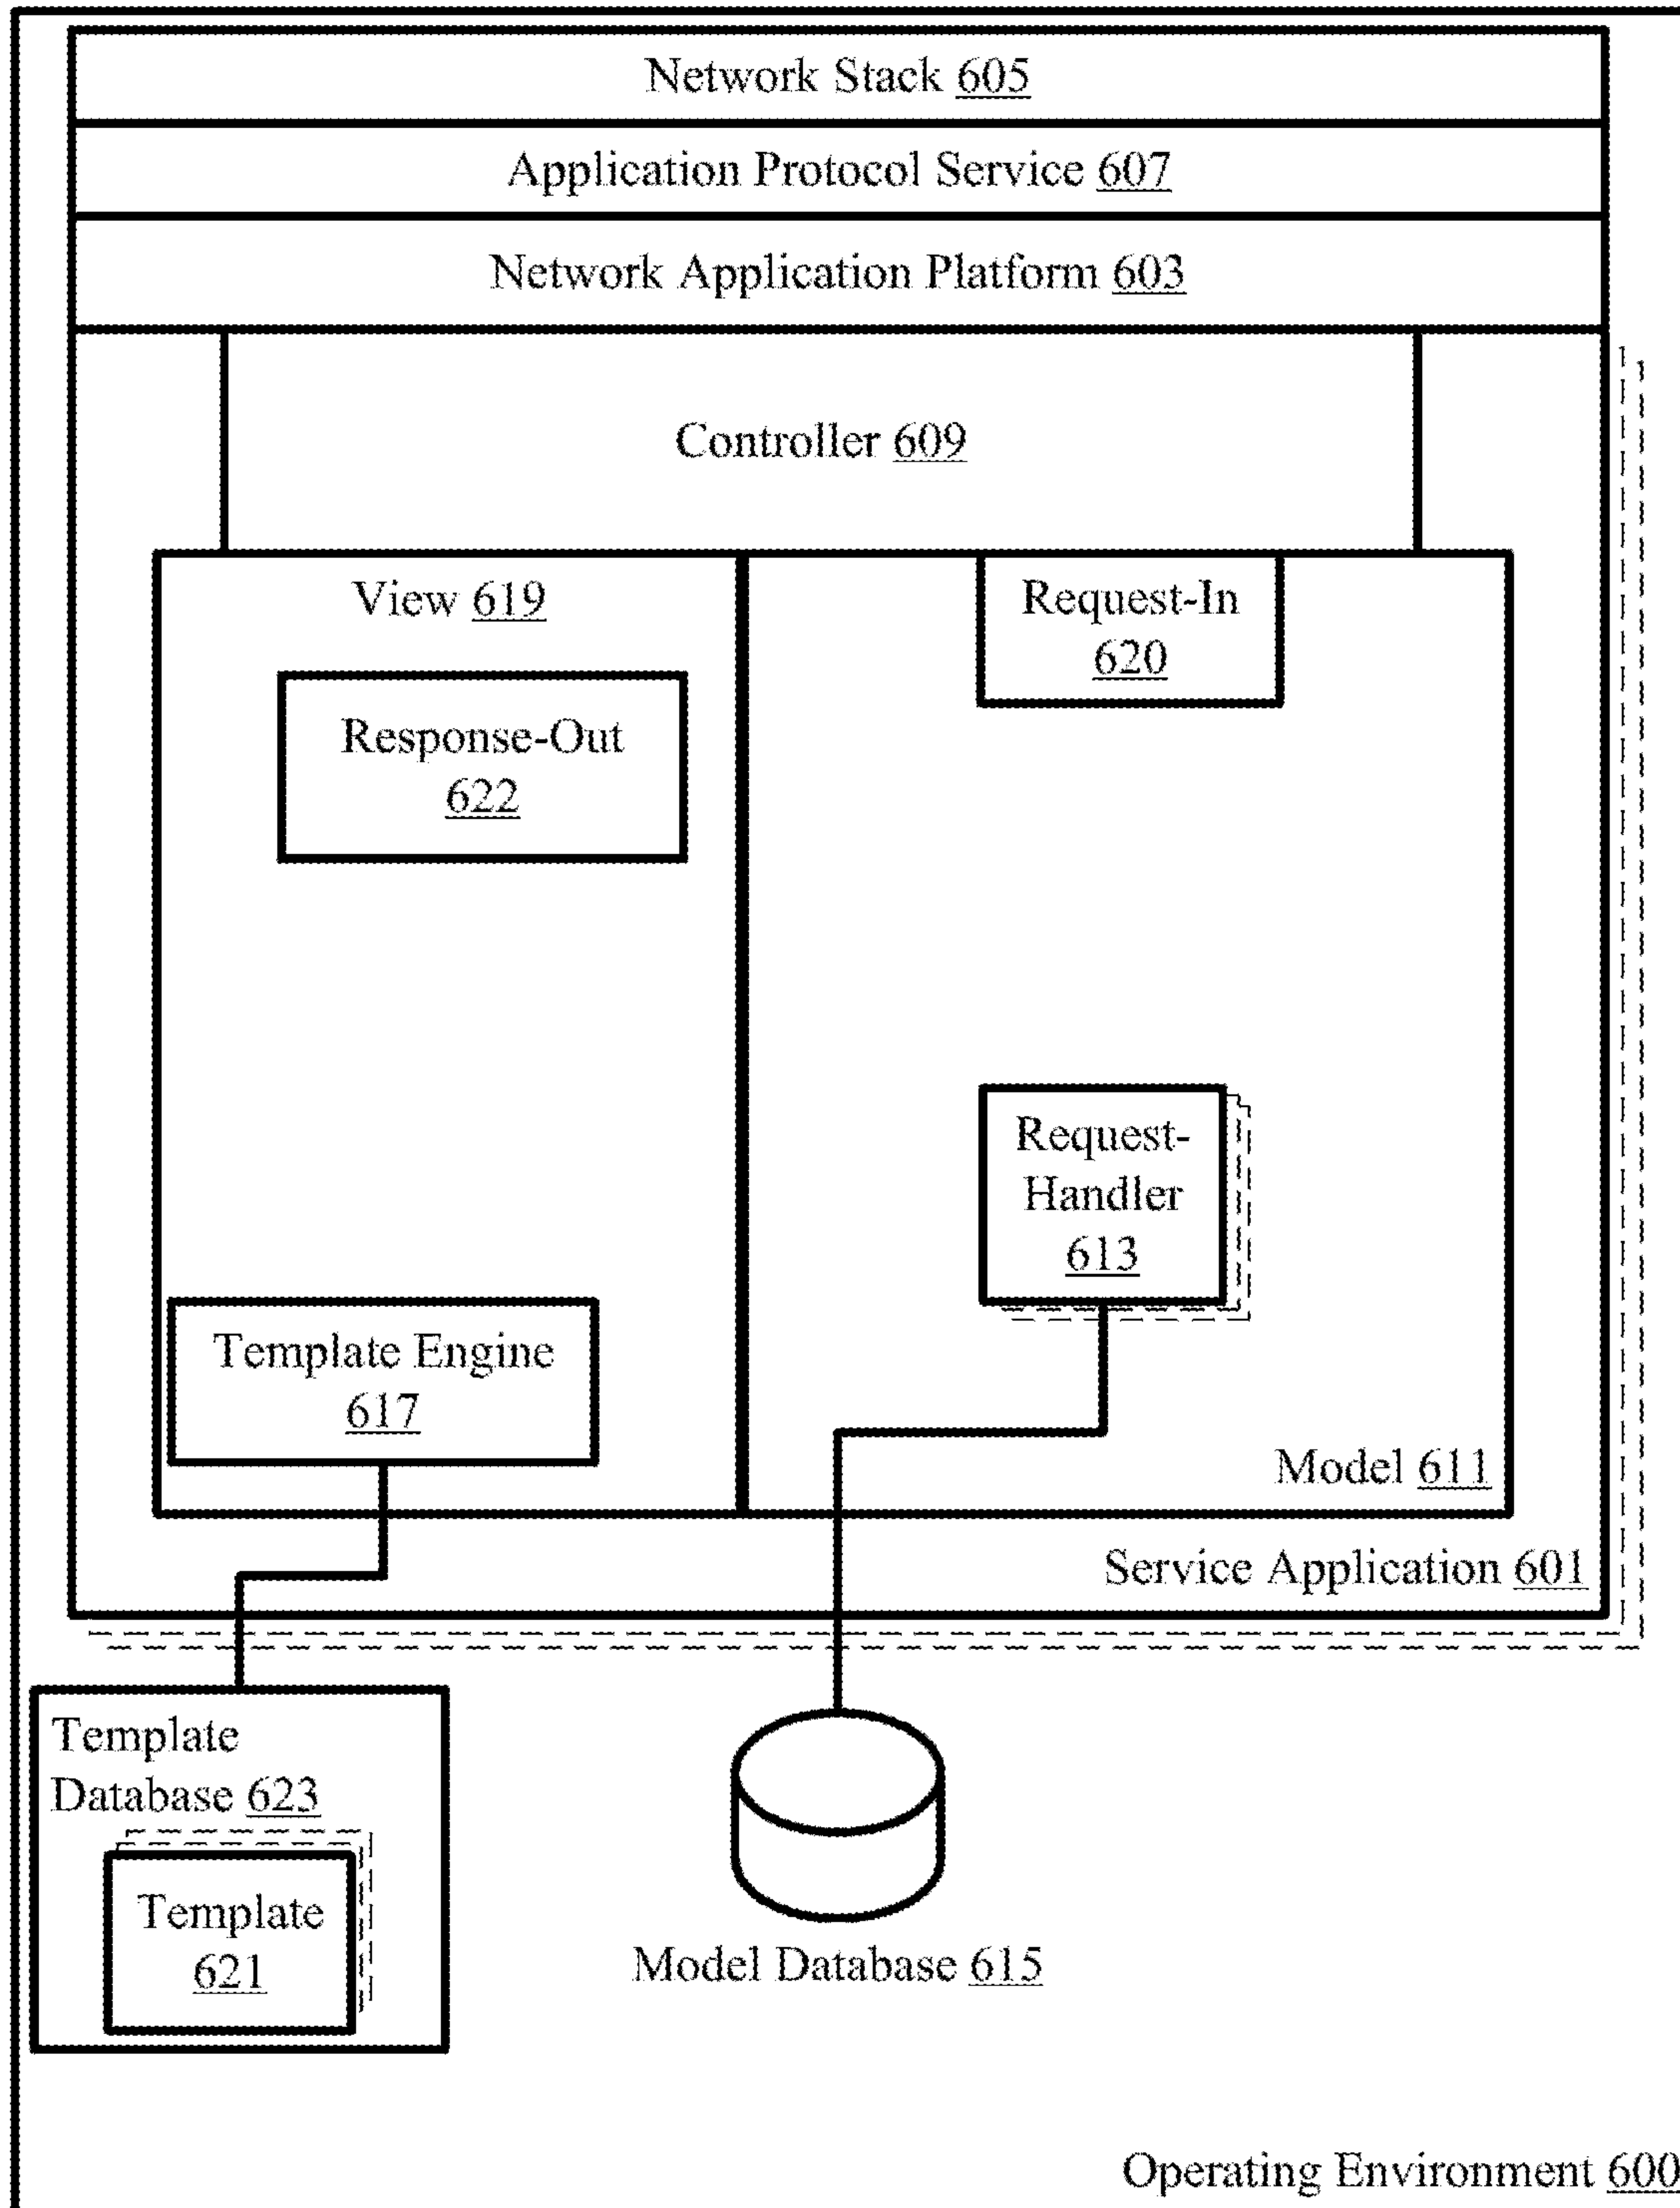 Network Stack 605
Application Protocol Service 607
Network Application Platform 603
Controller 609
View 619
Response-Out
622
Request-In
620
Request-
Handler
613
Template Engine
617
Model 611
Service Application 601
Template
Database 623
Template
621
Model Database 615
Operating Environment 600